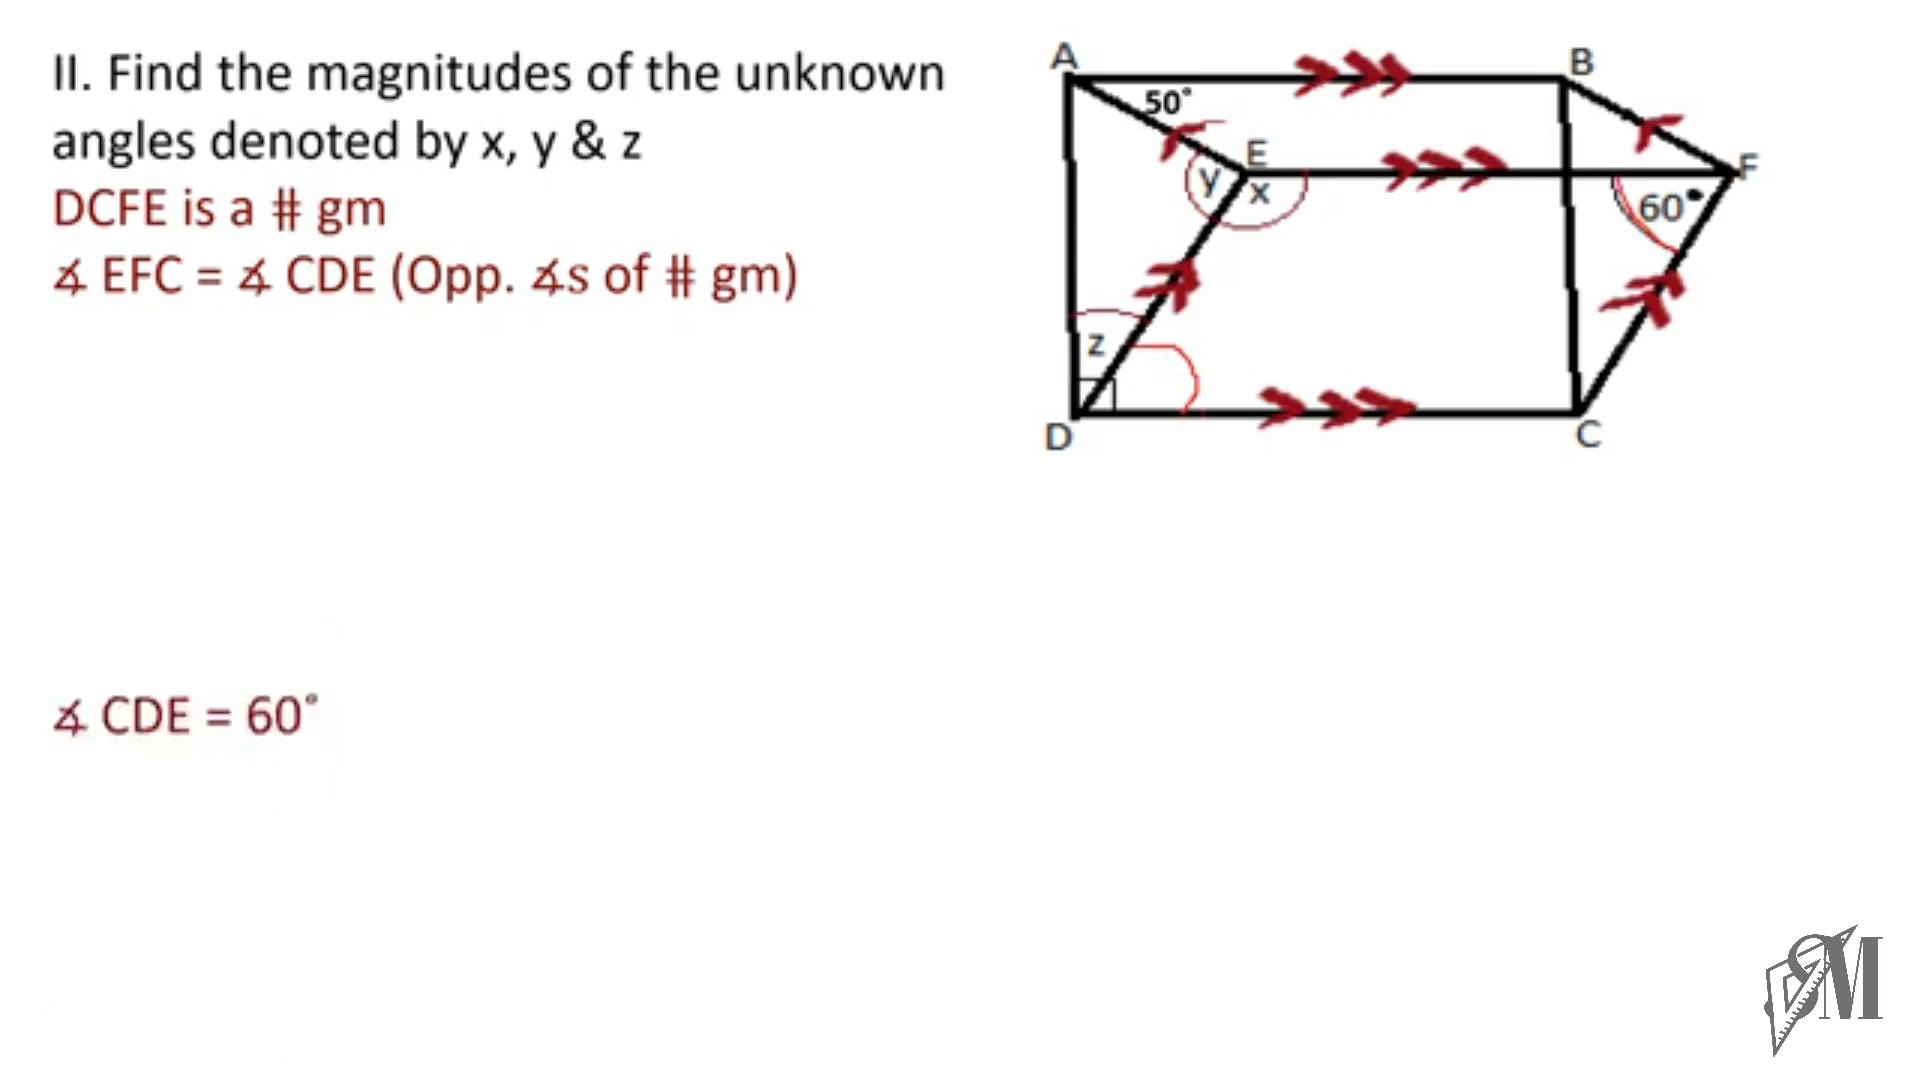 II. Find the magnitudes of the unknown
angles denoted by x, y & z
DCFE is a # gm
∡ EFC = ∡ CDE (Opp. ∡s of # gm)
∡ CDE = 60°
A
B
50°
E
F
y
x
60°
z
D
C
SM